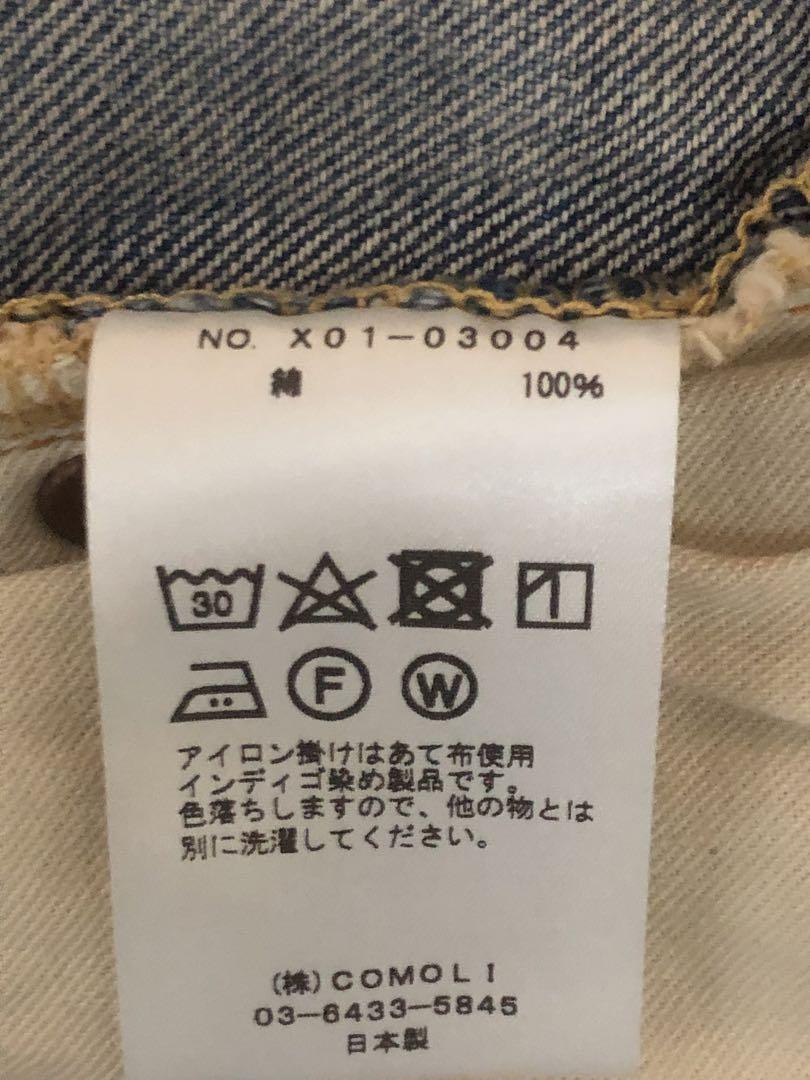 NO. X01-03004
綿 100%
30
F W
アイロン掛けはあて布使用
インディゴ染め製品です。
色落ちしますので、他の物とは
別に洗濯してください。
(株)COMOLI
03-6433-5845
日本製